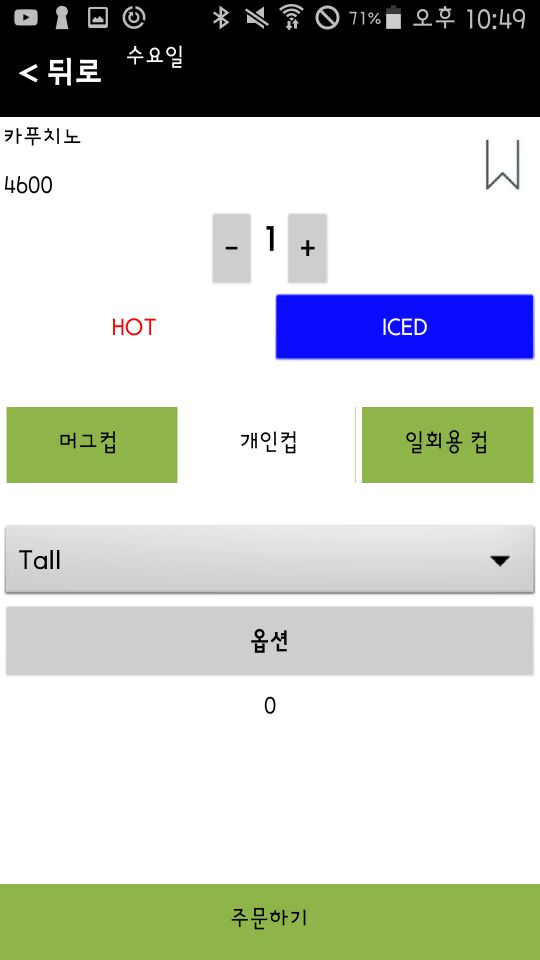 71% 오후 10:49
< 뒤로 수요일
카푸치노
4600
- 1 +
HOT ICED
머그컵 개인컵 일회용 컵
Tall
옵션
0
주문하기